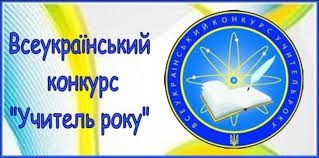 Всеукраїнський
конкурс
"Учитель року"
ВСЕУКРАЇНСЬКИЙ КОНКУРС УЧИТЕЛЬ РОКУ